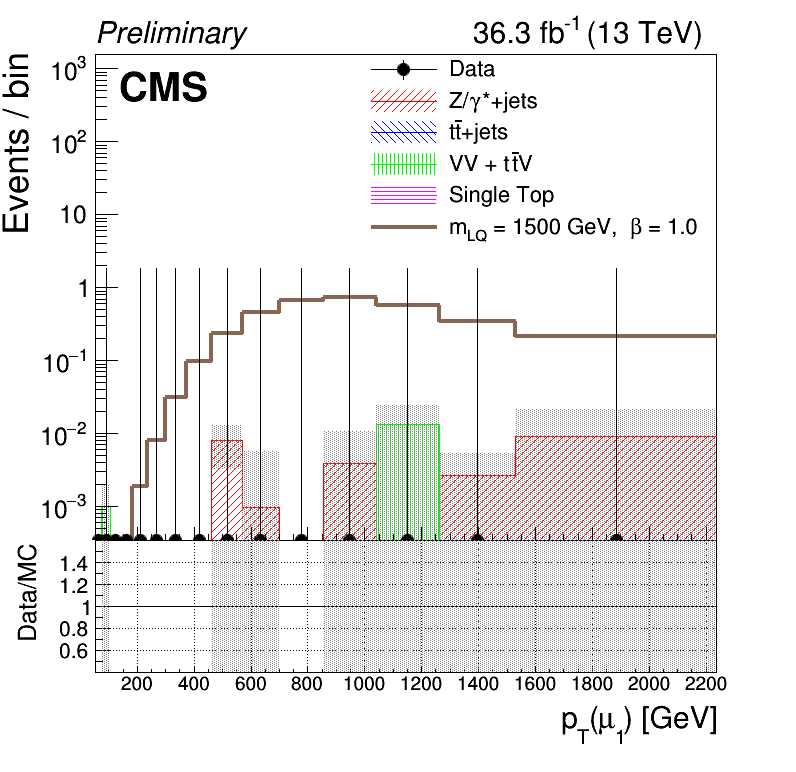 Preliminary 36.3 fb⁻¹ (13 TeV)
CMS
Events / bin
10³
10²
10
1
10⁻¹
10⁻²
10⁻³
Data
Z/γ*+jets
tt̄+jets
VV + tt̄V
Single Top
m_LQ = 1500 GeV, β = 1.0
Data/MC
1.4
1.2
1
0.8
0.6
200 400 600 800 1000 1200 1400 1600 1800 2000 2200
p_T(μ₁) [GeV]